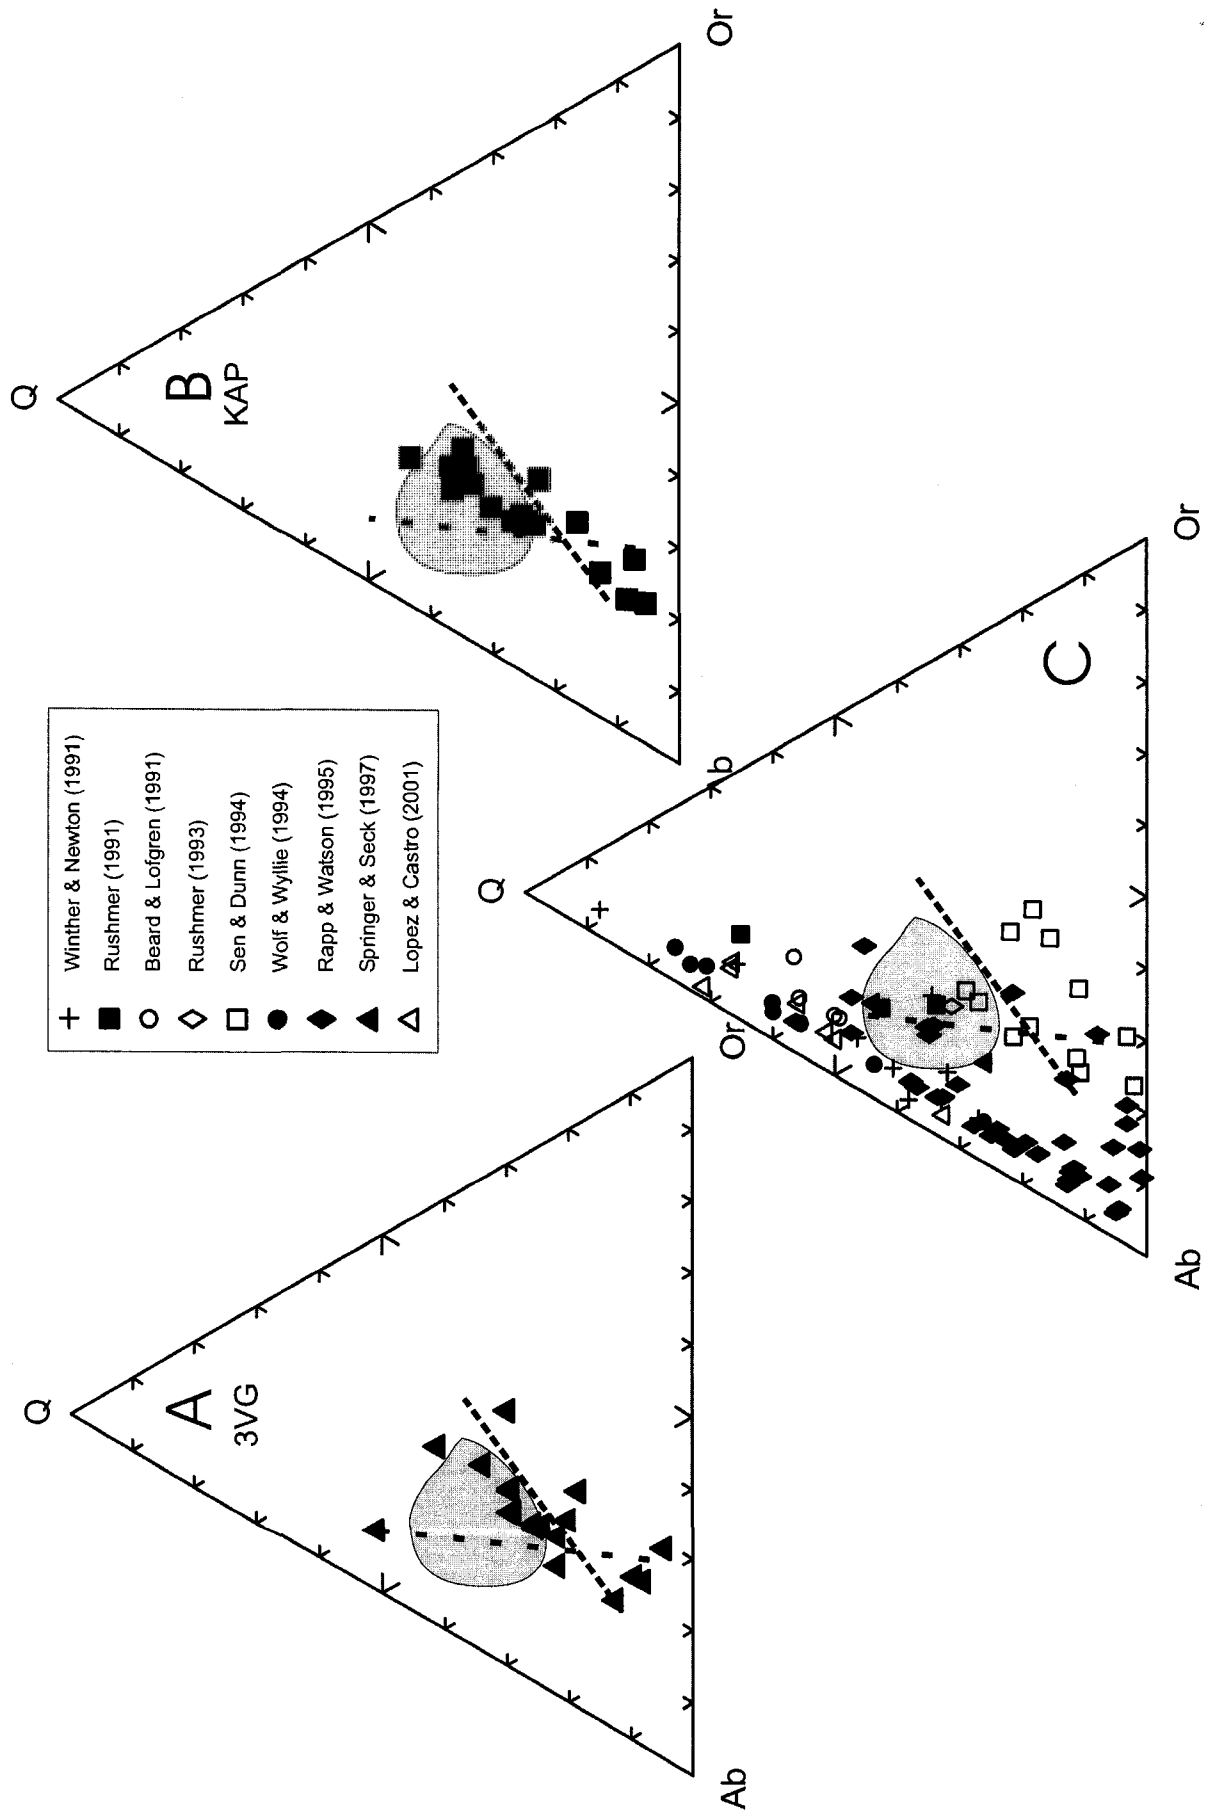 Q
A
3VG
Ab
Or
+ Winther & Newton (1991)
■ Rushmer (1991)
○ Beard & Lofgren (1991)
◇ Rushmer (1993)
□ Sen & Dunn (1994)
● Wolf & Wyllie (1994)
◆ Rapp & Watson (1995)
▲ Springer & Seck (1997)
△ Lopez & Castro (2001)
Q
B
KAP
b
Or
Q
C
Ab
Or